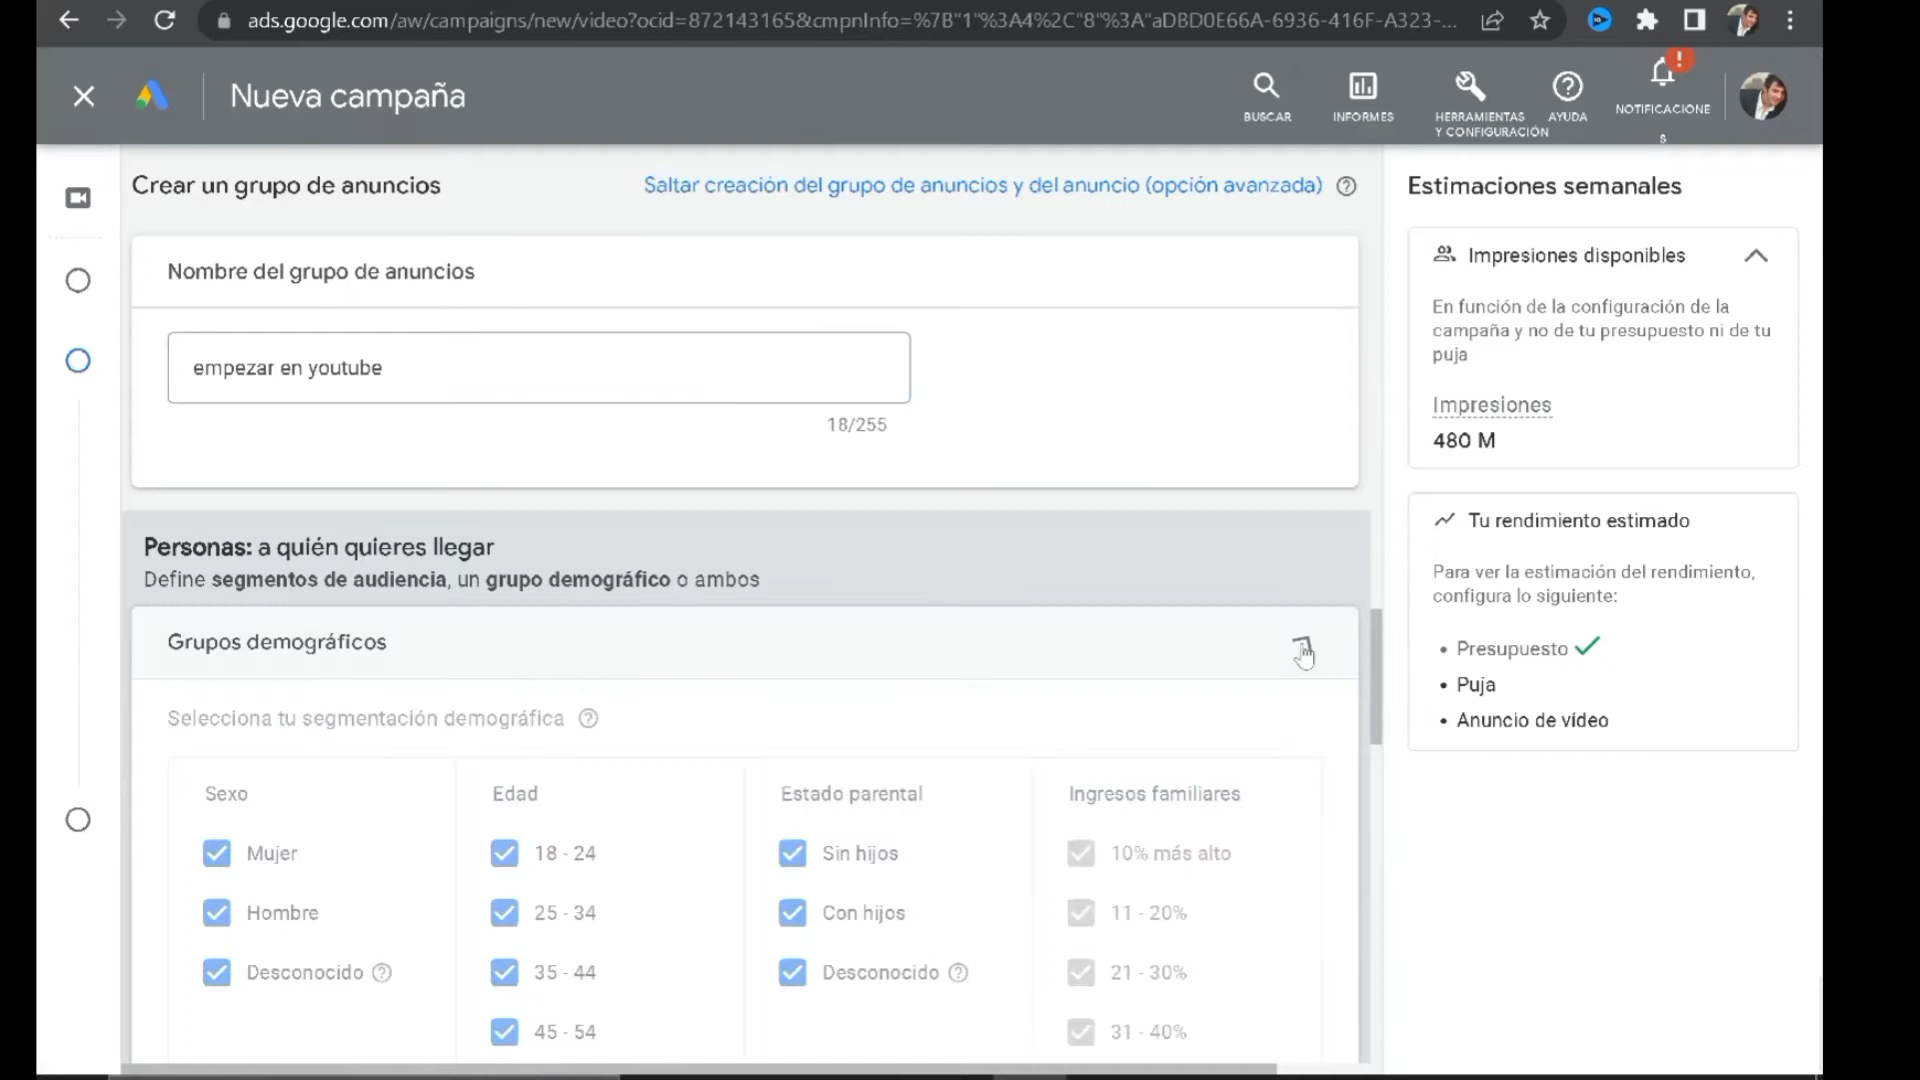 ads.google.com/aw/campaigns/new/video?ocid=872143165&cmpnInfo=%7B"1"%3A4%2C"8"%3A"aDBD0E66A-6936-416F-A323-...
Nueva campaña
BUSCAR
INFORMES
HERRAMIENTAS
Y CONFIGURACIÓN
AYUDA
!
NOTIFICACIONE
S
Crear un grupo de anuncios
Saltar creación del grupo de anuncios y del anuncio (opción avanzada)
Nombre del grupo de anuncios
empezar en youtube
18/255
Personas: a quién quieres llegar
Define segmentos de audiencia, un grupo demográfico o ambos
Grupos demográficos
Selecciona tu segmentación demográfica
Sexo
Mujer
Hombre
Desconocido
Edad
18 - 24
25 - 34
35 - 44
45 - 54
Estado parental
Sin hijos
Con hijos
Desconocido
Ingresos familiares
10% más alto
11 - 20%
21 - 30%
31 - 40%
Estimaciones semanales
Impresiones disponibles
En función de la configuración de la
campaña y no de tu presupuesto ni de tu
puja
Impresiones
480 M
Tu rendimiento estimado
Para ver la estimación del rendimiento,
configura lo siguiente:
• Presupuesto
• Puja
• Anuncio de vídeo